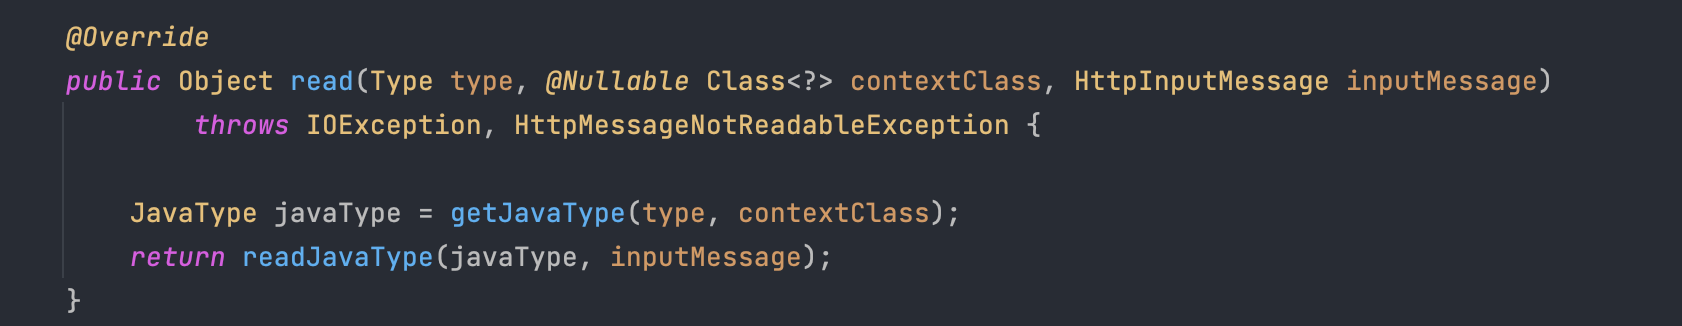 @Override
public Object read(Type type, @Nullable Class<?> contextClass, HttpInputMessage inputMessage)
throws IOException, HttpMessageNotReadableException {
JavaType javaType = getJavaType(type, contextClass);
return readJavaType(javaType, inputMessage);
}